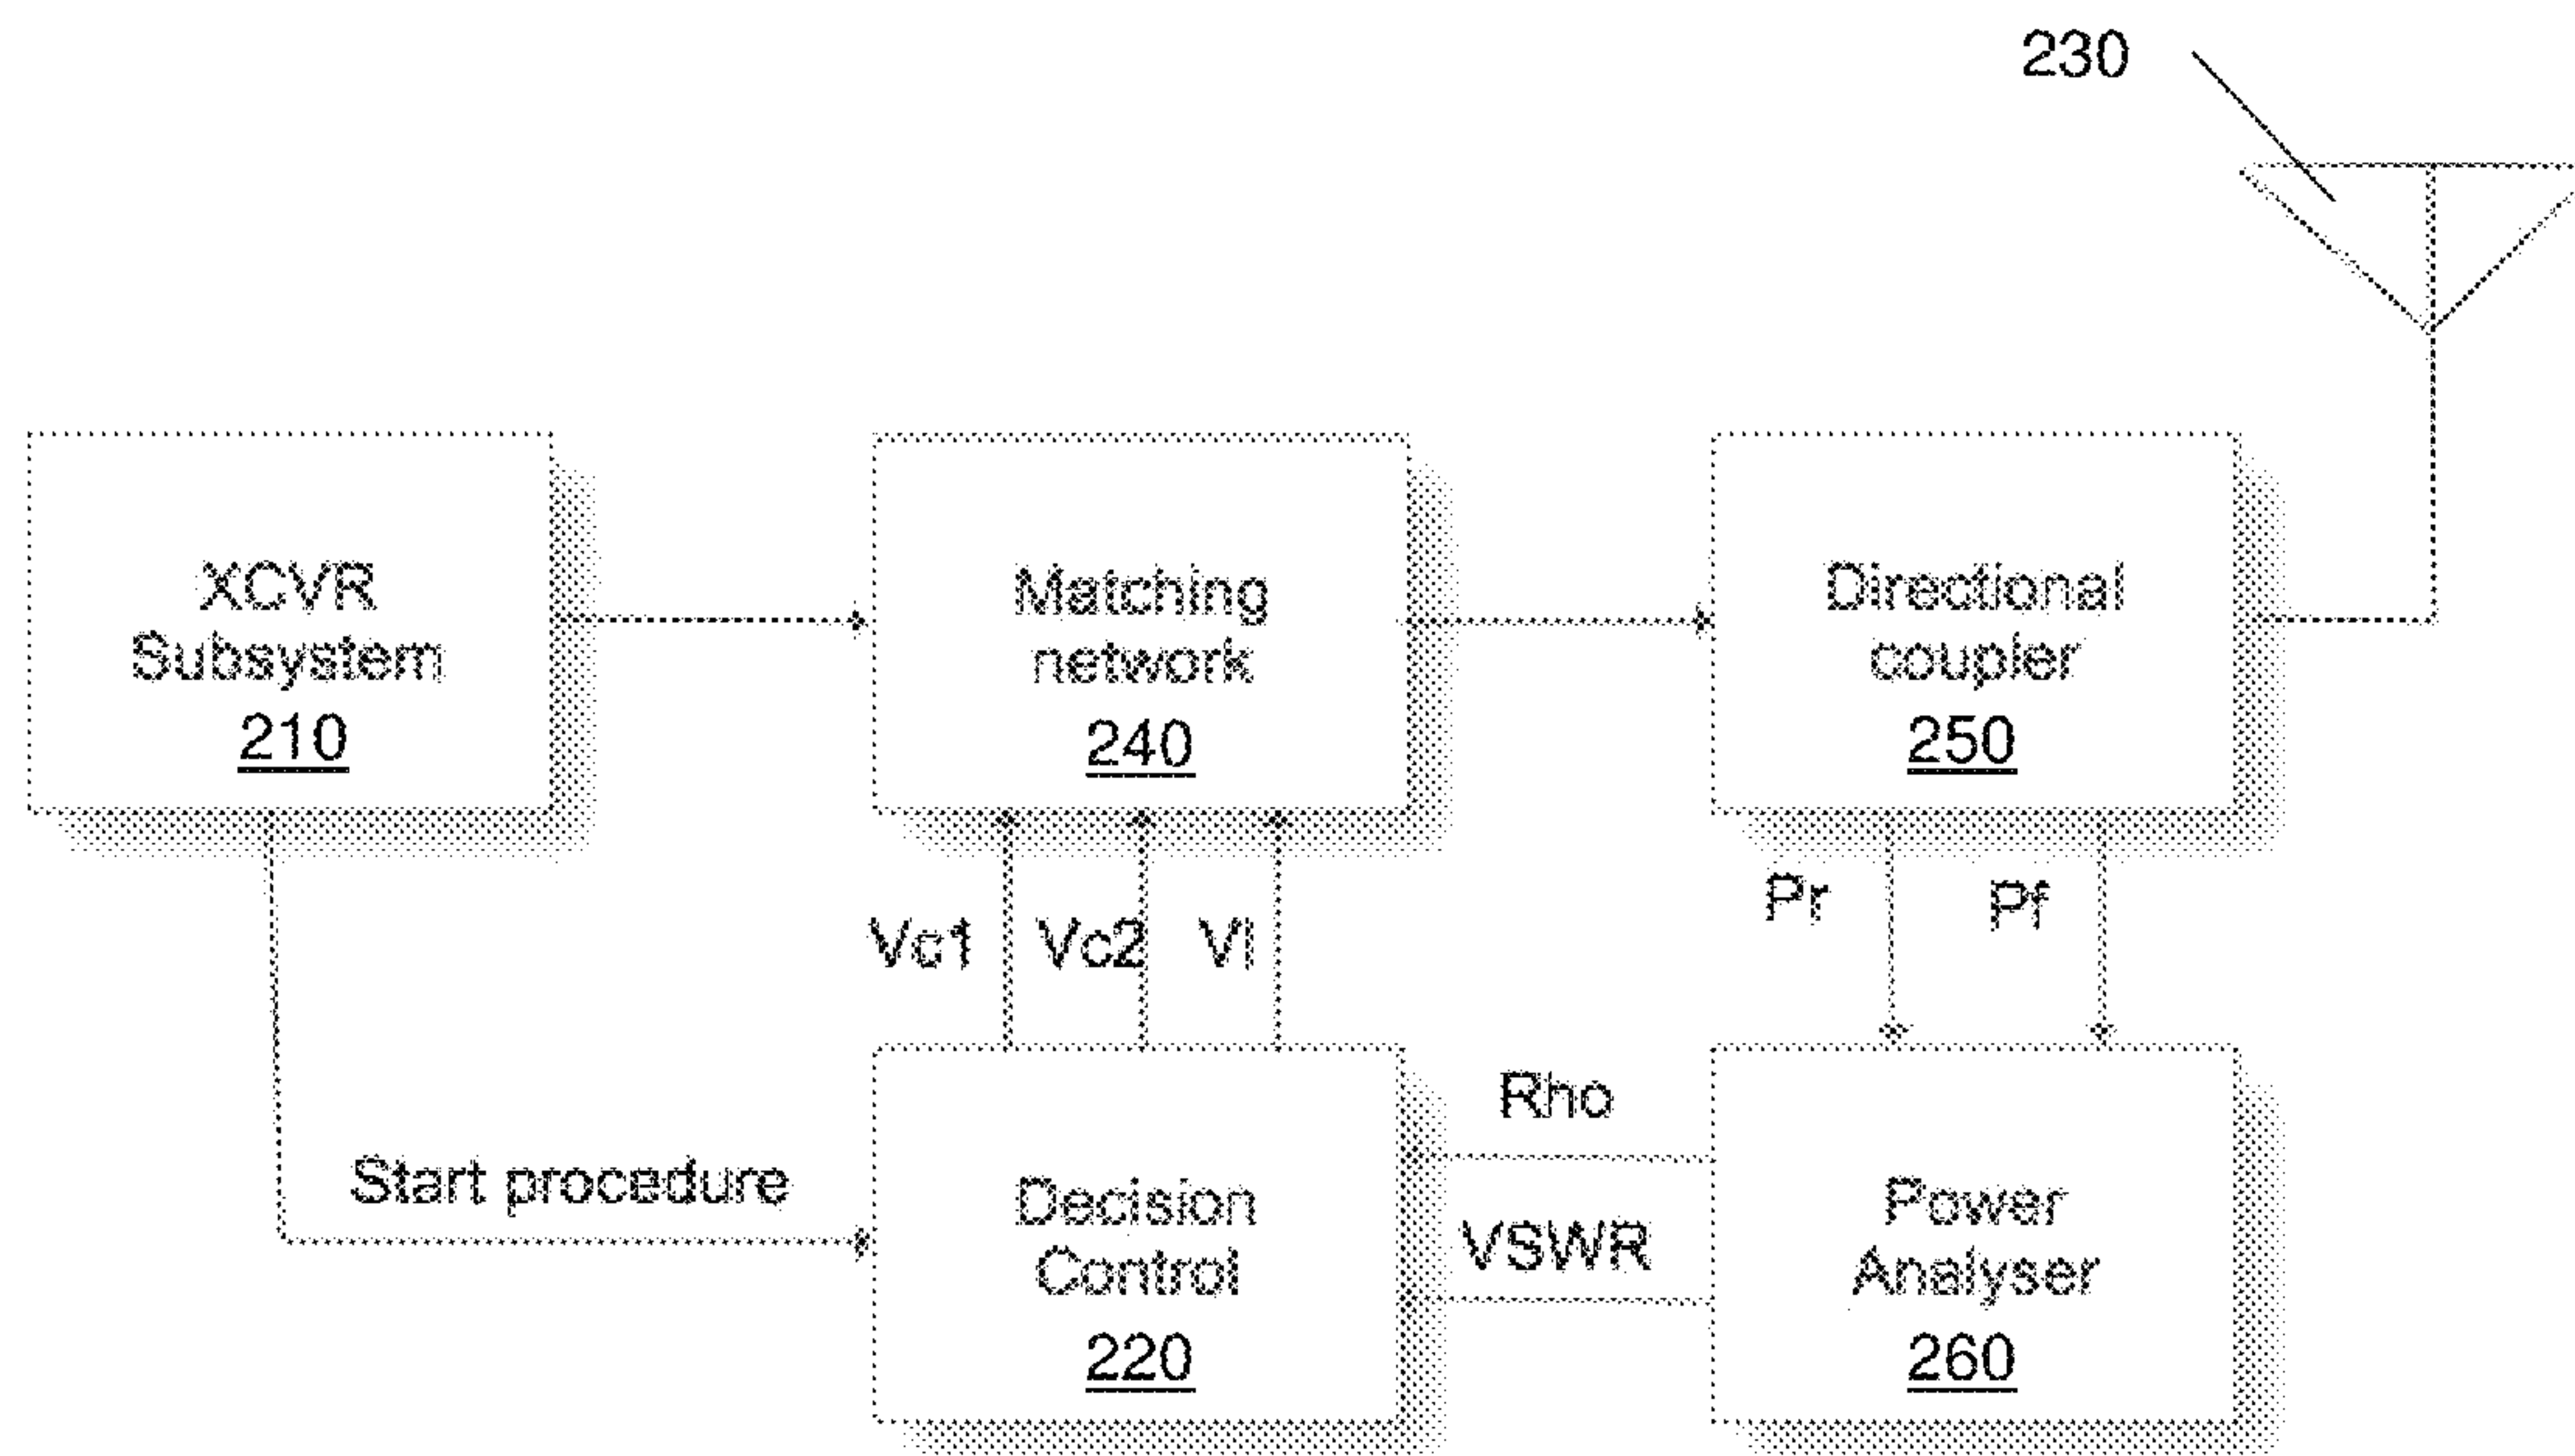 230
XCVR
Subsystem
210
Matching
network
240
Directional
coupler
250
Vc1
Vc2
Vl
Pr
Pf
Start procedure
Decision
Control
220
Rho
VSWR
Power
Analyser
260